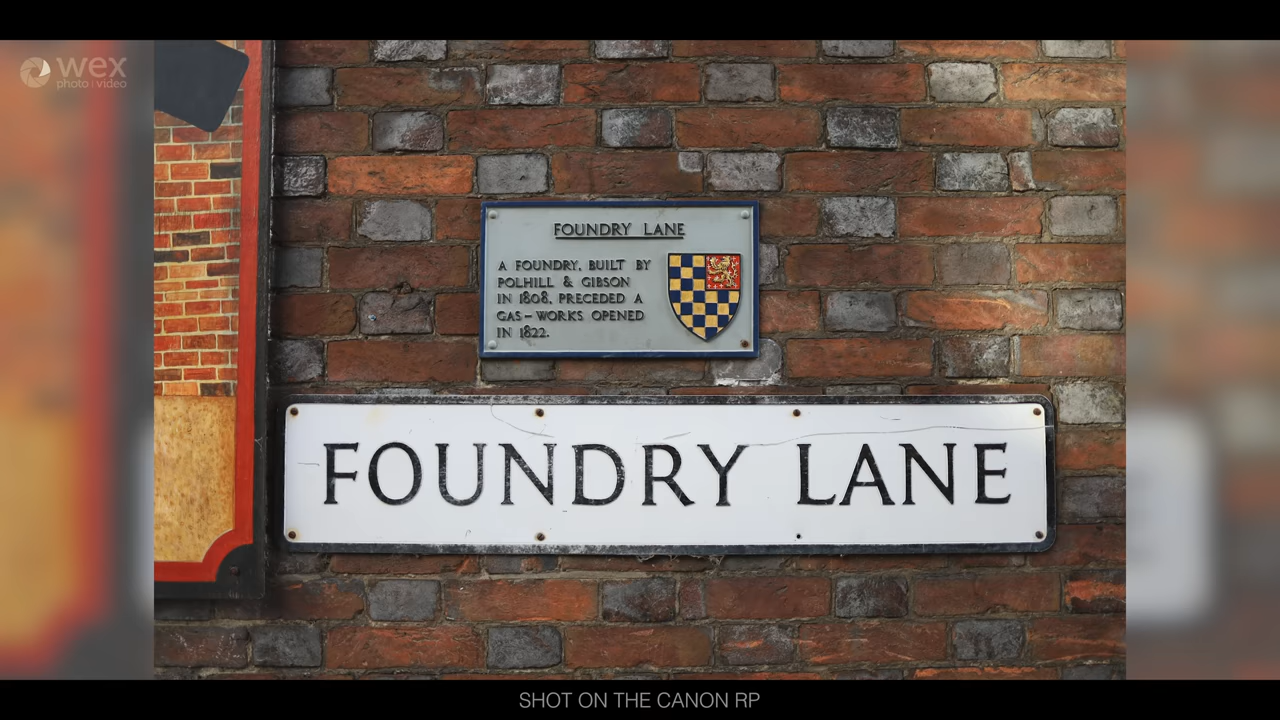 wex
photo | video
FOUNDRY LANE
A FOUNDRY, BUILT BY
POLHILL & GIBSON
IN 1808, PRECEDED A
GAS-WORKS OPENED
IN 1822.
FOUNDRY LANE
SHOT ON THE CANON RP